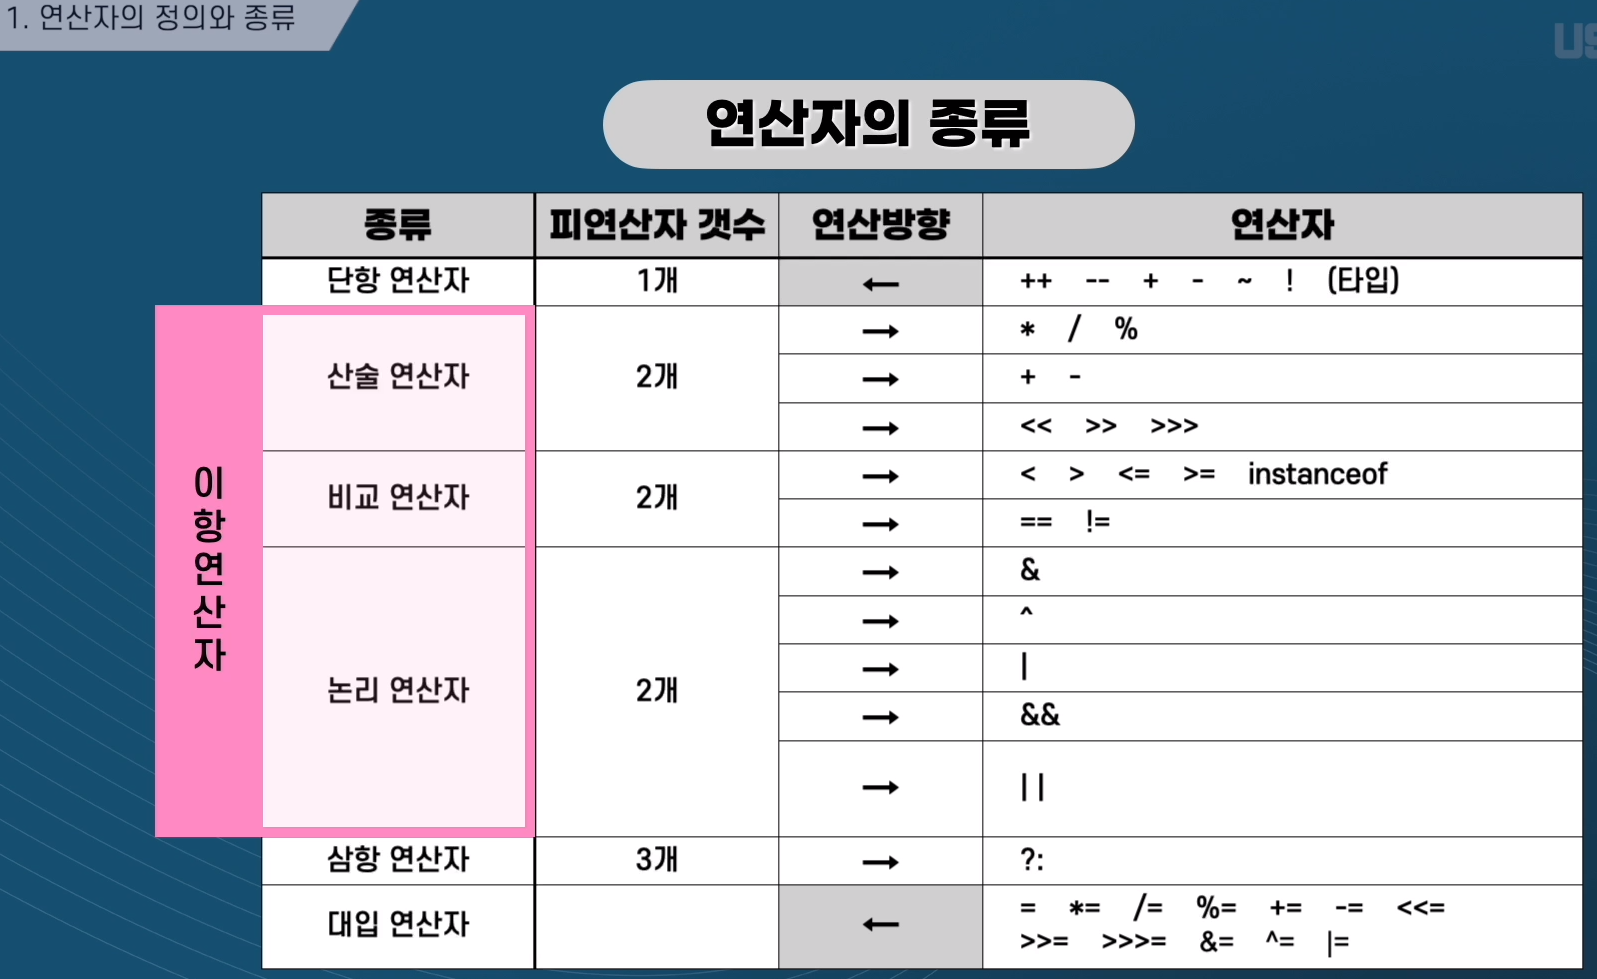 1. 연산자의 정의와 종류
연산자의 종류
종류 피연산자 갯수 연산방향 연산자
단항 연산자 1개 ← ++ -- + - ~ ! (타입)
이항연산자
산술 연산자 2개 → * / %
→ + -
→ << >> >>>
비교 연산자 2개 → < > <= >= instanceof
→ == !=
논리 연산자 2개 → &
→ ^
→ |
→ &&
→ ||
삼항 연산자 3개 → ?:
대입 연산자 ← = *= /= %= += -= <<=
>>= >>>= &= ^= |=